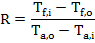 R = (T_f,i − T_f,o) / (T_a,o − T_a,i)